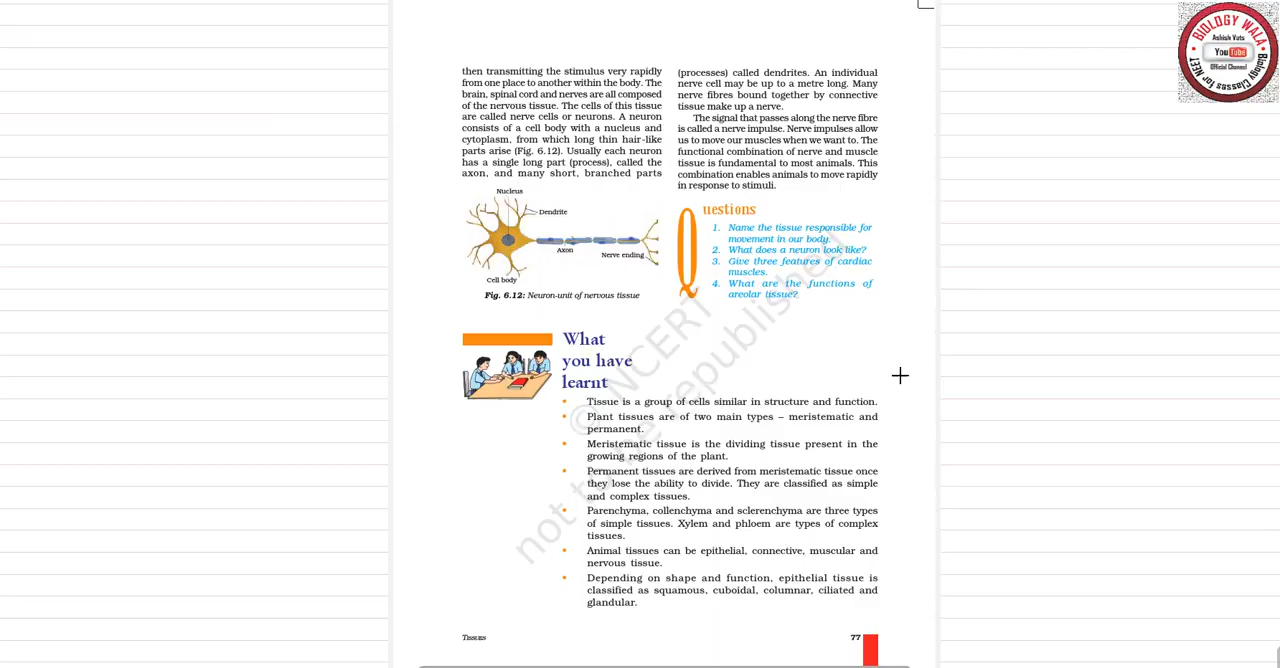 then transmitting the stimulus very rapidly
from one place to another within the body. The
brain, spinal cord and nerves are all composed
of the nervous tissue. The cells of this tissue
are called nerve cells or neurons. A neuron
consists of a cell body with a nucleus and
cytoplasm, from which long thin hair-like
parts arise (Fig. 6.12). Usually each neuron
has a single long part (process), called the
axon, and many short, branched parts
Nucleus
Dendrite
Axon
Nerve ending
Cell body
Fig. 6.12: Neuron-unit of nervous tissue
(processes) called dendrites. An individual
nerve cell may be up to a metre long. Many
nerve fibres bound together by connective
tissue make up a nerve.
The signal that passes along the nerve fibre
is called a nerve impulse. Nerve impulses allow
us to move our muscles when we want to. The
functional combination of nerve and muscle
tissue is fundamental to most animals. This
combination enables animals to move rapidly
in response to stimuli.
Questions
1. Name the tissue responsible for
movement in our body.
2. What does a neuron look like?
3. Give three features of cardiac
muscles.
4. What are the functions of
areolar tissue?
What
you have
learnt
• Tissue is a group of cells similar in structure and function.
• Plant tissues are of two main types – meristematic and
permanent.
• Meristematic tissue is the dividing tissue present in the
growing regions of the plant.
• Permanent tissues are derived from meristematic tissue once
they lose the ability to divide. They are classified as simple
and complex tissues.
• Parenchyma, collenchyma and sclerenchyma are three types
of simple tissues. Xylem and phloem are types of complex
tissues.
• Animal tissues can be epithelial, connective, muscular and
nervous tissue.
• Depending on shape and function, epithelial tissue is
classified as squamous, cuboidal, columnar, ciliated and
glandular.
TISSUES
77
© NCERT
not to be republished
BIOLOGY WALA
Ashish Vats
YouTube
Official Channel
Biology Classes for NEET